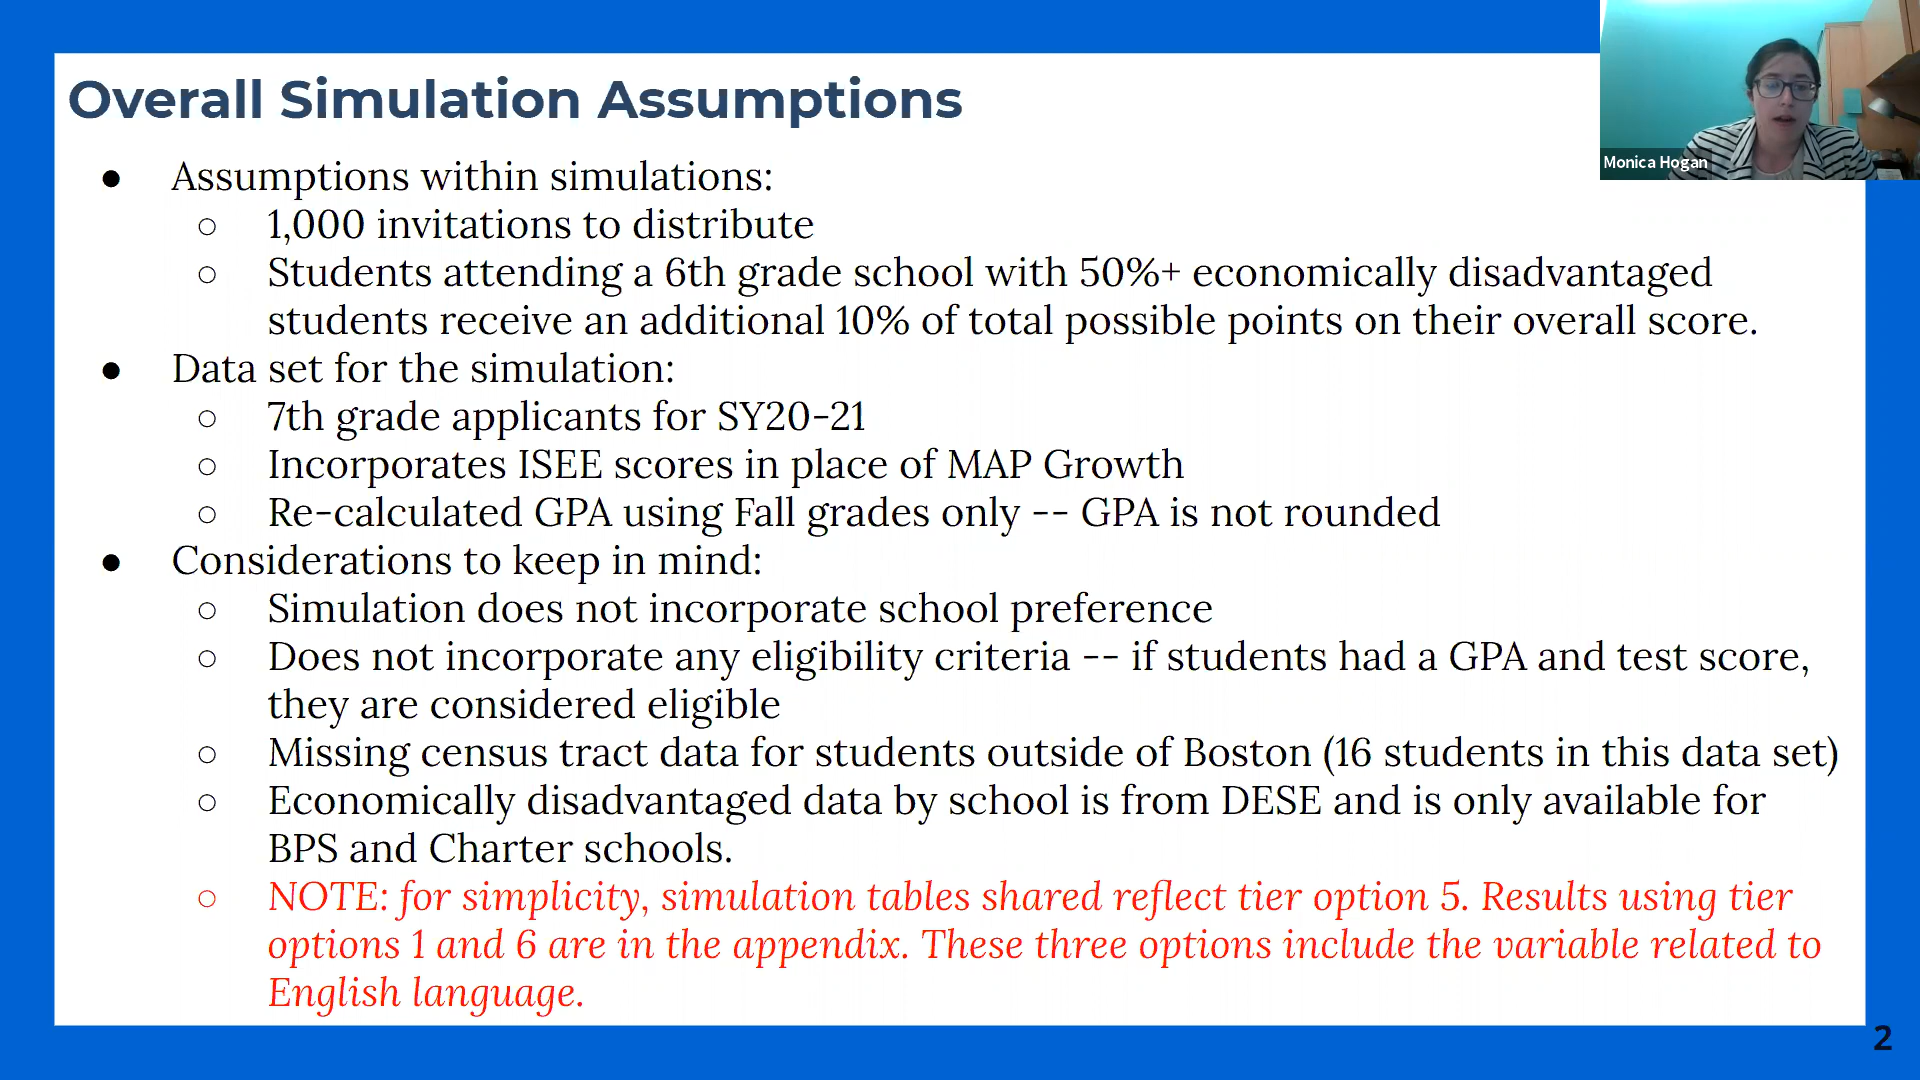 Overall Simulation Assumptions
Monica Hogan
● Assumptions within simulations:
○ 1,000 invitations to distribute
○ Students attending a 6th grade school with 50%+ economically disadvantaged
students receive an additional 10% of total possible points on their overall score.
● Data set for the simulation:
○ 7th grade applicants for SY20-21
○ Incorporates ISEE scores in place of MAP Growth
○ Re-calculated GPA using Fall grades only -- GPA is not rounded
● Considerations to keep in mind:
○ Simulation does not incorporate school preference
○ Does not incorporate any eligibility criteria -- if students had a GPA and test score,
they are considered eligible
○ Missing census tract data for students outside of Boston (16 students in this data set)
○ Economically disadvantaged data by school is from DESE and is only available for
BPS and Charter schools.
○ NOTE: for simplicity, simulation tables shared reflect tier option 5. Results using tier
options 1 and 6 are in the appendix. These three options include the variable related to
English language.
2